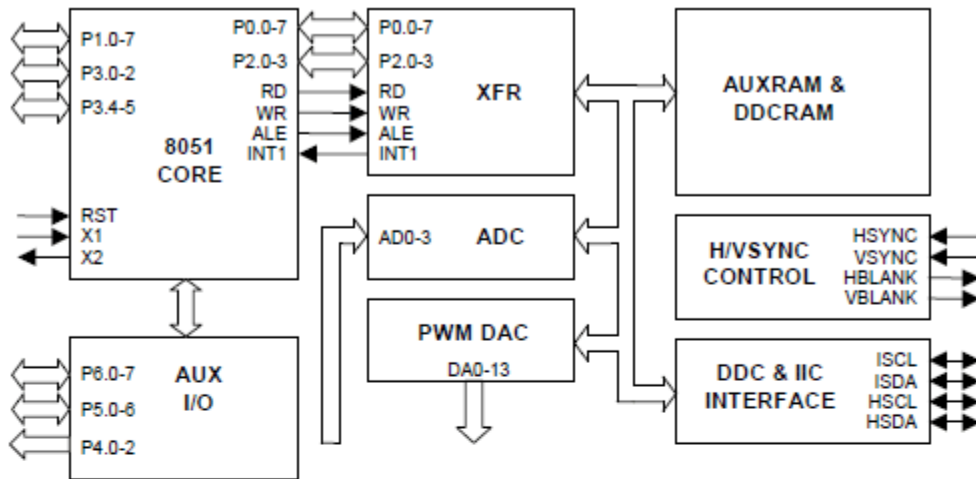 P1.0-7
P3.0-2
P3.4-5
P0.0-7
P2.0-3
RD
WR
ALE
INT1
8051
CORE
RST
X1
X2
P0.0-7
P2.0-3
RD
WR
ALE
INT1
XFR
AUXRAM &
DDCRAM
AD0-3
ADC
H/VSYNC
CONTROL
HSYNC
VSYNC
HBLANK
VBLANK
PWM DAC
DA0-13
P6.0-7
P5.0-6
P4.0-2
AUX
I/O
DDC & IIC
INTERFACE
ISCL
ISDA
HSCL
HSDA